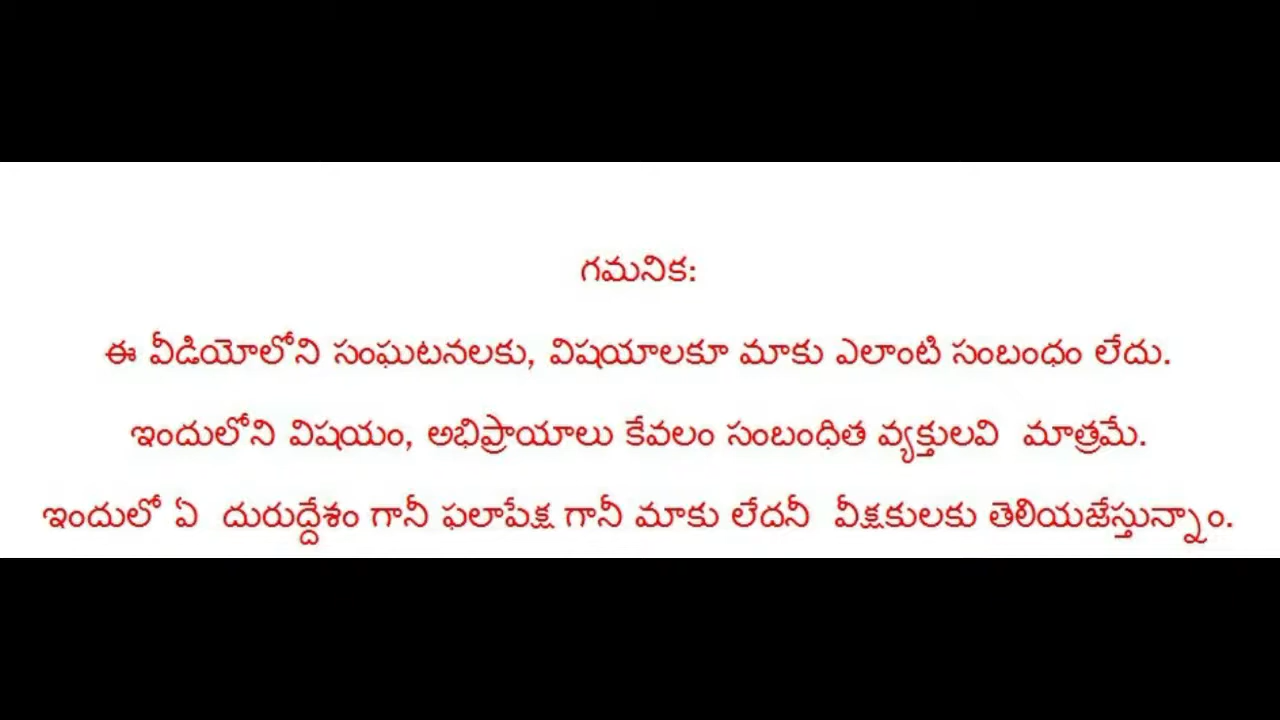 గమనిక:
ఈ వీడియోలోని సంఘటనలకు, విషయాలకూ మాకు ఎలాంటి సంబంధం లేదు.
ఇందులోని విషయం, అభిప్రాయాలు కేవలం సంబంధిత వ్యక్తులవి మాత్రమే.
ఇందులో ఏ దురుద్దేశం గానీ ఫలాపేక్ష గానీ మాకు లేదనీ వీక్షకులకు తెలియజేస్తున్నాం.